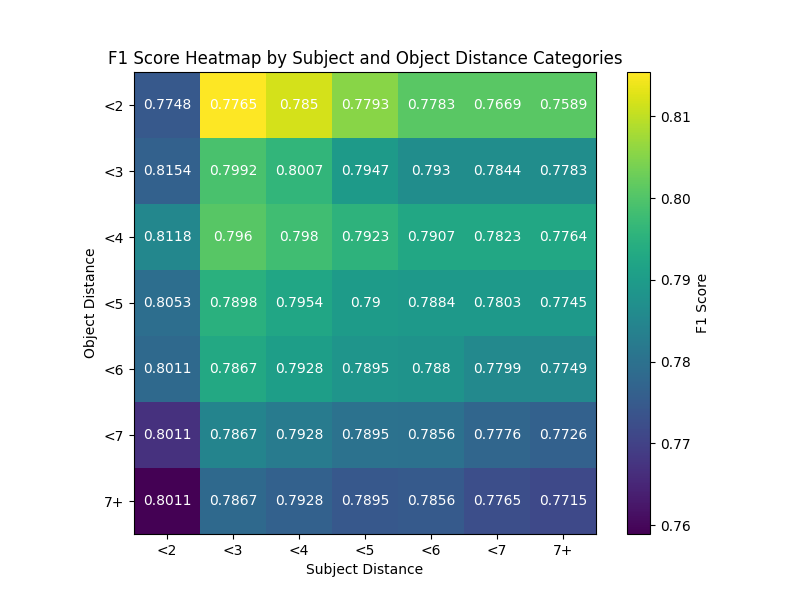 F1 Score Heatmap by Subject and Object Distance Categories
<2 0.7748 0.7765 0.785 0.7793 0.7783 0.7669 0.7589
<3 0.8154 0.7992 0.8007 0.7947 0.793 0.7844 0.7783
<4 0.8118 0.796 0.798 0.7923 0.7907 0.7823 0.7764
<5 0.8053 0.7898 0.7954 0.79 0.7884 0.7803 0.7745
<6 0.8011 0.7867 0.7928 0.7895 0.788 0.7799 0.7749
<7 0.8011 0.7867 0.7928 0.7895 0.7856 0.7776 0.7726
7+ 0.8011 0.7867 0.7928 0.7895 0.7856 0.7765 0.7715
<2 <3 <4 <5 <6 <7 7+
Subject Distance
Object Distance
0.81
0.80
0.79
0.78
0.77
0.76
F1 Score